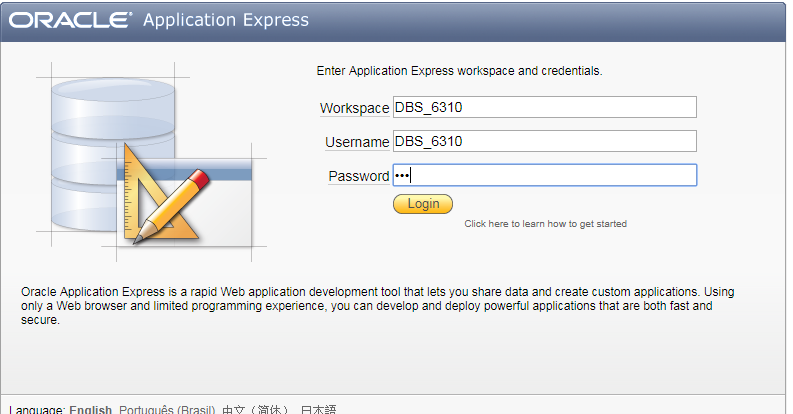 ORACLE® Application Express
Enter Application Express workspace and credentials.
Workspace DBS_6310
Username DBS_6310
Password •••
Login
Click here to learn how to get started
Oracle Application Express is a rapid Web application development tool that lets you share data and create custom applications. Using
only a Web browser and limited programming experience, you can develop and deploy powerful applications that are both fast and
secure.
Language: English, Português (Brasil), 中文（简体）, 日本語